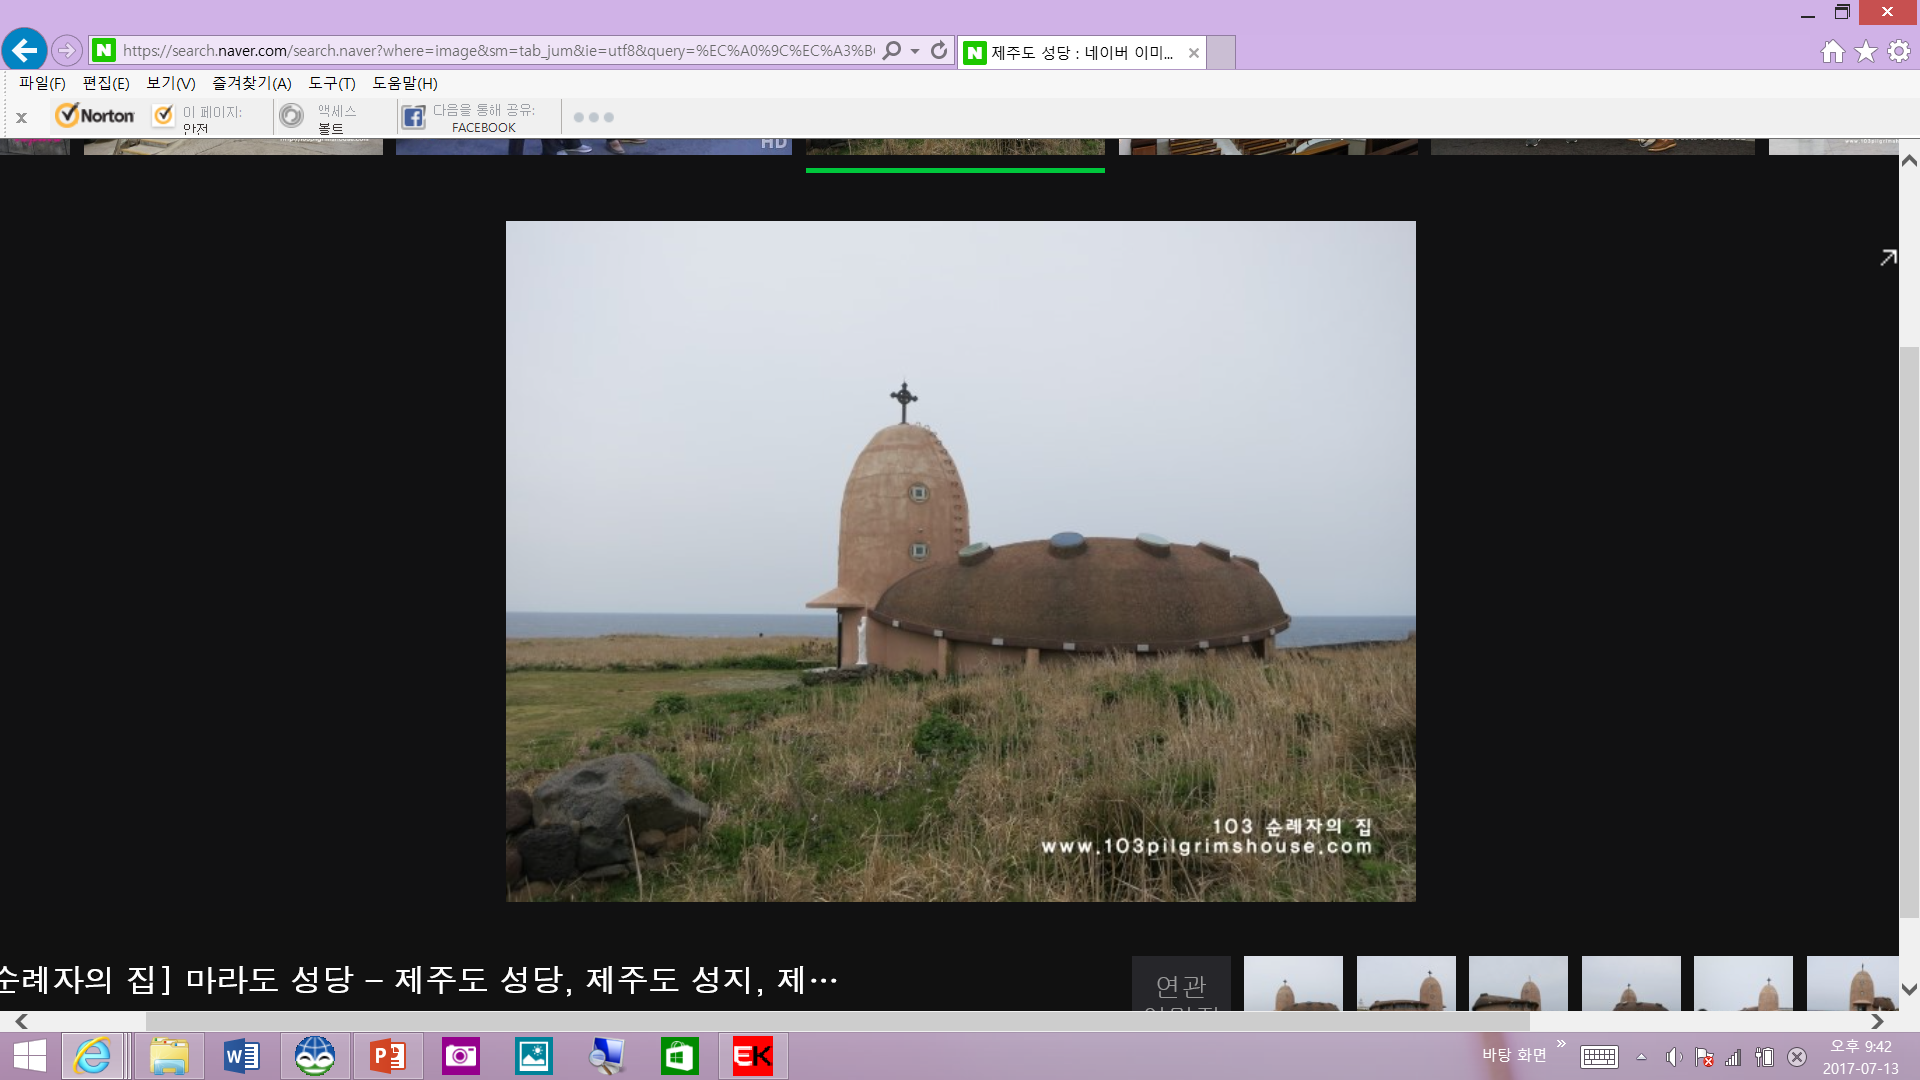 https://search.naver.com/search.naver?where=image&sm=tab_jum&ie=utf8&query=%EC%A0%9C%EC%A3%B
제주도 성당 : 네이버 이미...
파일(F) 편집(E) 보기(V) 즐겨찾기(A) 도구(T) 도움말(H)
x Norton 이 페이지: 안전 액세스 볼트 다음을 통해 공유: FACEBOOK
HD
103 순례자의 집
www.103pilgrimshouse.com
순례자의 집] 마라도 성당 – 제주도 성당, 제주도 성지, 제…
연관
바탕 화면
오후 9:42
2017-07-13